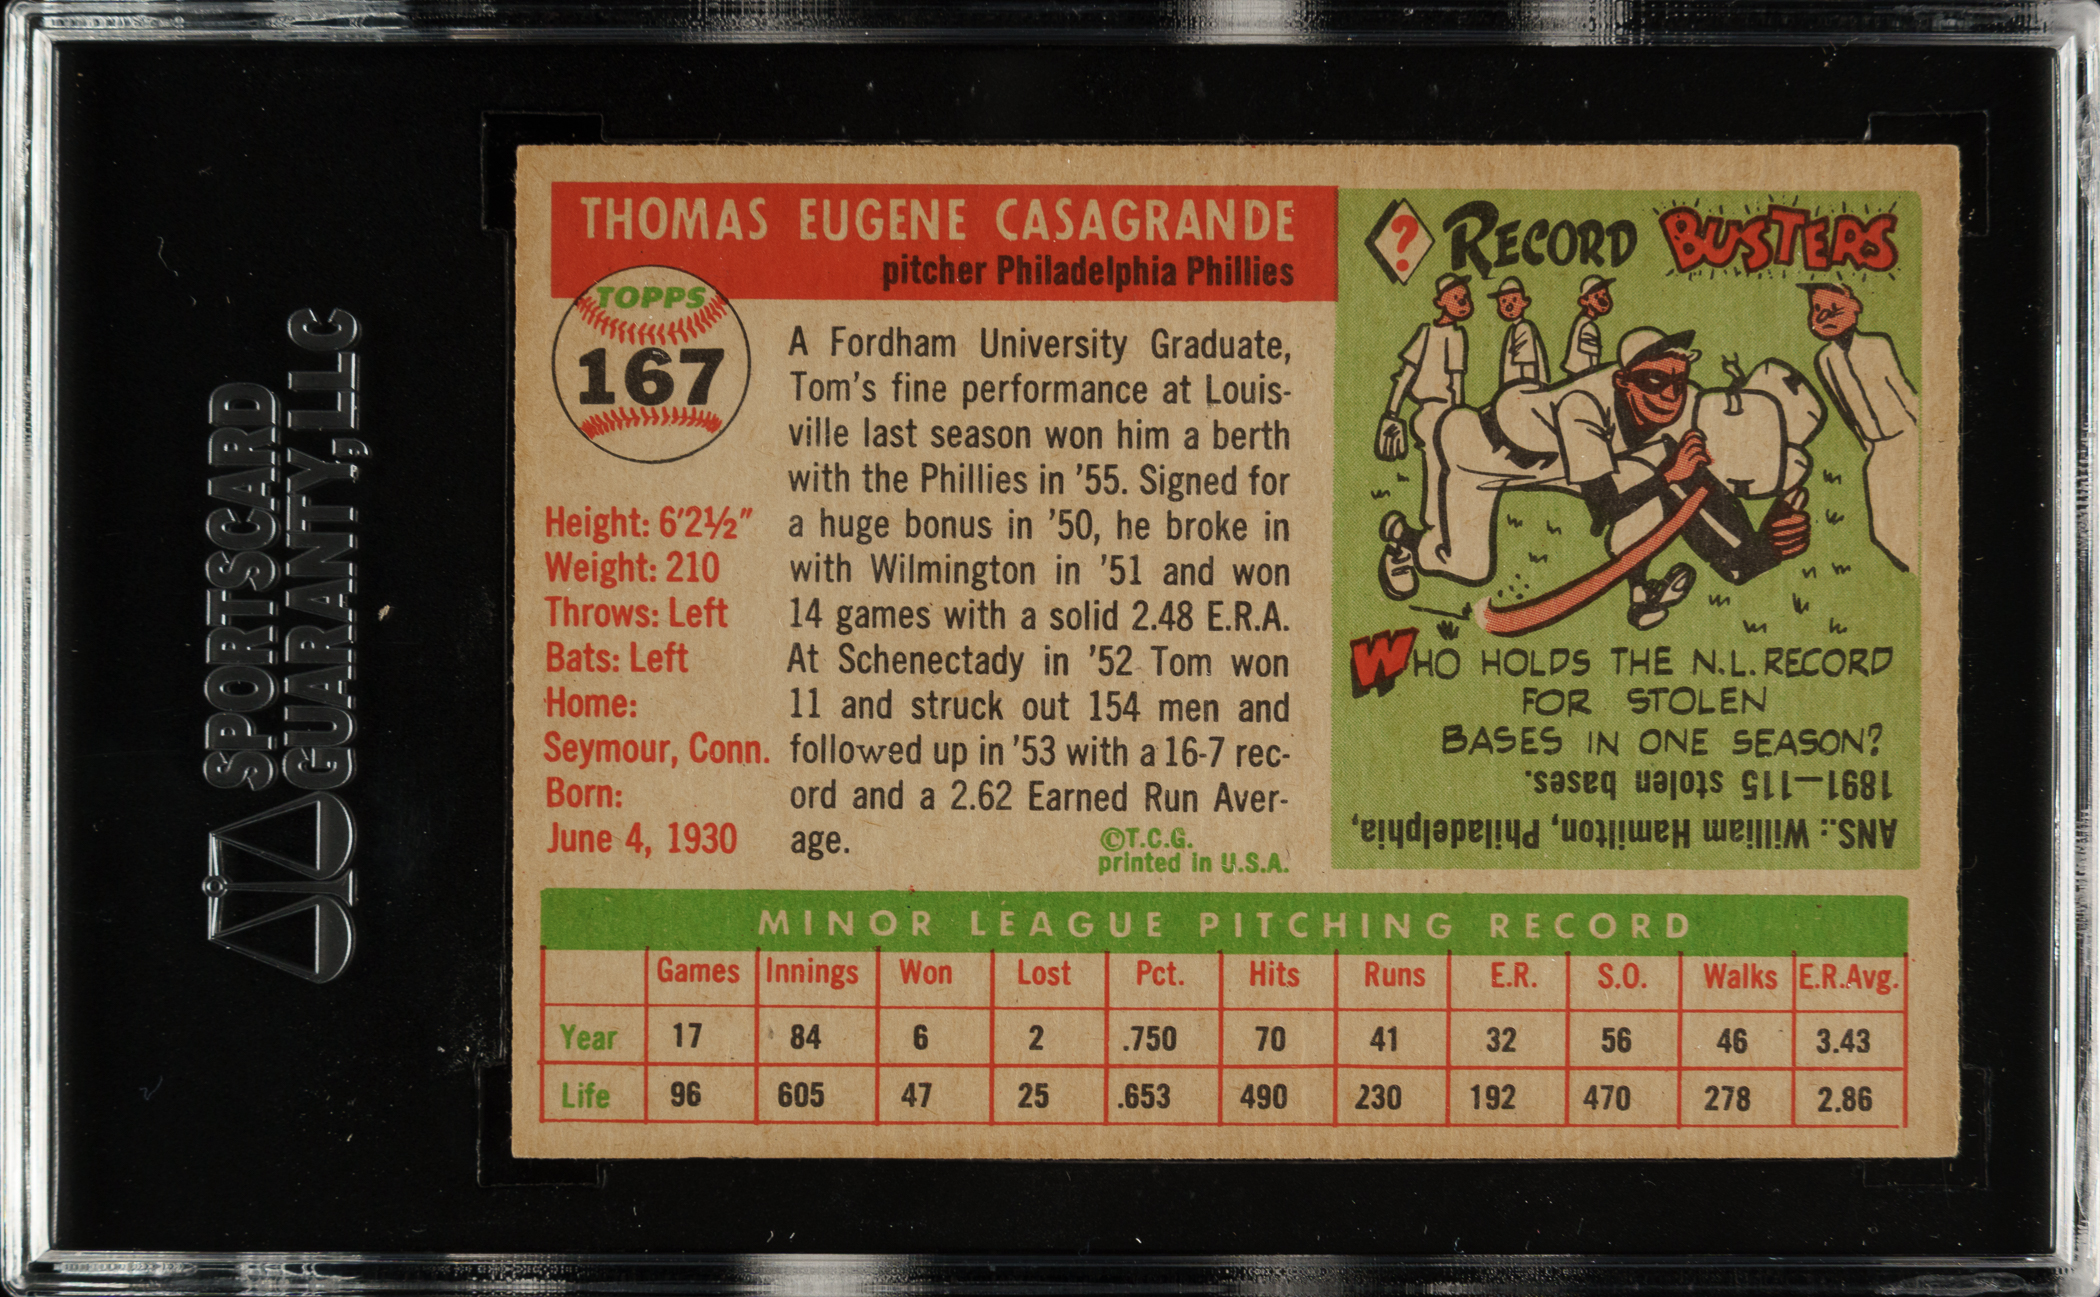 SPORTSCARD
GUARANTY, LLC
THOMAS EUGENE CASAGRANDE
pitcher Philadelphia Phillies
TOPPS
167
Height: 6'2½"
Weight: 210
Throws: Left
Bats: Left
Home:
Seymour, Conn.
Born:
June 4, 1930
A Fordham University Graduate,
Tom's fine performance at Louis-
ville last season won him a berth
with the Phillies in '55. Signed for
a huge bonus in '50, he broke in
with Wilmington in '51 and won
14 games with a solid 2.48 E.R.A.
At Schenectady in '52 Tom won
11 and struck out 154 men and
followed up in '53 with a 16-7 rec-
ord and a 2.62 Earned Run Aver-
age.
©T.C.G.
printed in U.S.A.
? RECORD BUSTERS
WHO HOLDS THE N.L. RECORD
FOR STOLEN
BASES IN ONE SEASON?
ANS.: William Hamilton, Philadelphia,
1891—115 stolen bases.
MINOR LEAGUE PITCHING RECORD
Games Innings Won Lost Pct. Hits Runs E.R. S.O. Walks E.R.Avg.
Year 17 84 6 2 .750 70 41 32 56 46 3.43
Life 96 605 47 25 .653 490 230 192 470 278 2.86